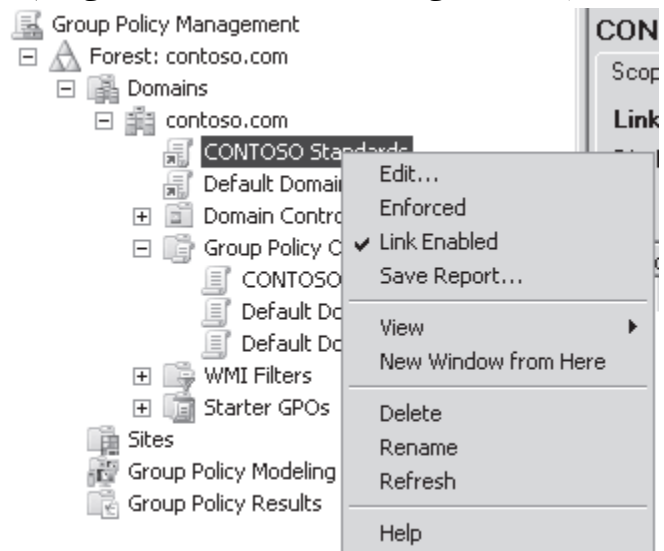 Group Policy Management
Forest: contoso.com
Domains
contoso.com
CONTOSO Standards
Default Domai
Domain Contro
Group Policy O
CONTOSO
Default Do
Default Do
WMI Filters
Starter GPOs
Sites
Group Policy Modeling
Group Policy Results
Edit...
Enforced
Link Enabled
Save Report...
View
New Window from Here
Delete
Rename
Refresh
Help
CON
Scop
Link